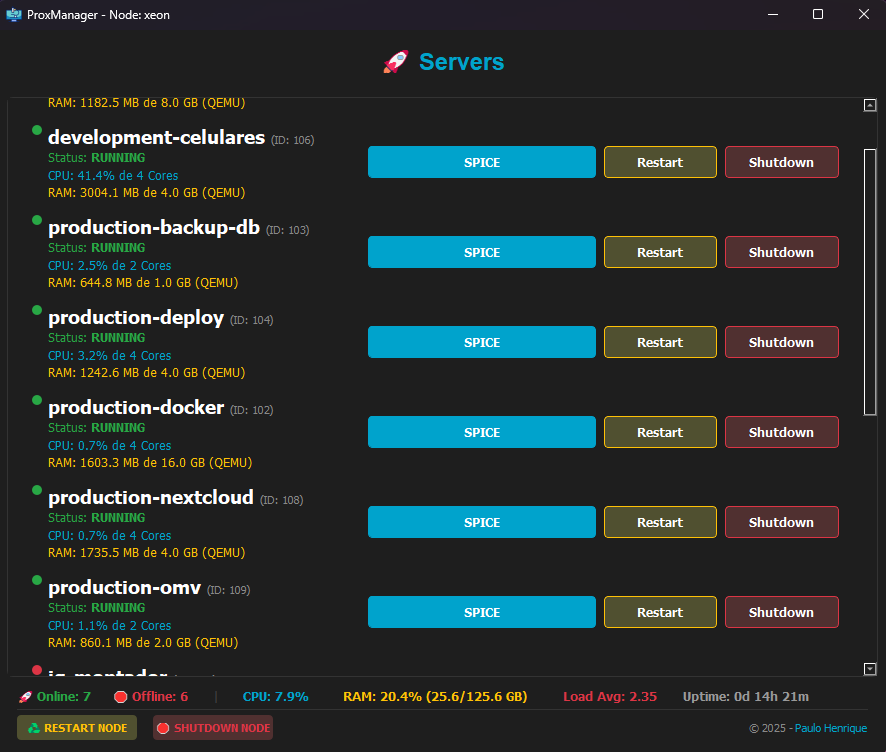 ProxManager - Node: xeon
Servers
RAM: 1182.5 MB de 8.0 GB (QEMU)
development-celulares (ID: 106)
Status: RUNNING
CPU: 41.4% de 4 Cores
RAM: 3004.1 MB de 4.0 GB (QEMU)
SPICE Restart Shutdown
production-backup-db (ID: 103)
Status: RUNNING
CPU: 2.5% de 2 Cores
RAM: 644.8 MB de 1.0 GB (QEMU)
SPICE Restart Shutdown
production-deploy (ID: 104)
Status: RUNNING
CPU: 3.2% de 4 Cores
RAM: 1242.6 MB de 4.0 GB (QEMU)
SPICE Restart Shutdown
production-docker (ID: 102)
Status: RUNNING
CPU: 0.7% de 4 Cores
RAM: 1603.3 MB de 16.0 GB (QEMU)
SPICE Restart Shutdown
production-nextcloud (ID: 108)
Status: RUNNING
CPU: 0.7% de 4 Cores
RAM: 1735.5 MB de 4.0 GB (QEMU)
SPICE Restart Shutdown
production-omv (ID: 109)
Status: RUNNING
CPU: 1.1% de 2 Cores
RAM: 860.1 MB de 2.0 GB (QEMU)
SPICE Restart Shutdown
Online: 7 Offline: 6 | CPU: 7.9% RAM: 20.4% (25.6/125.6 GB) Load Avg: 2.35 Uptime: 0d 14h 21m
RESTART NODE SHUTDOWN NODE © 2025 - Paulo Henrique